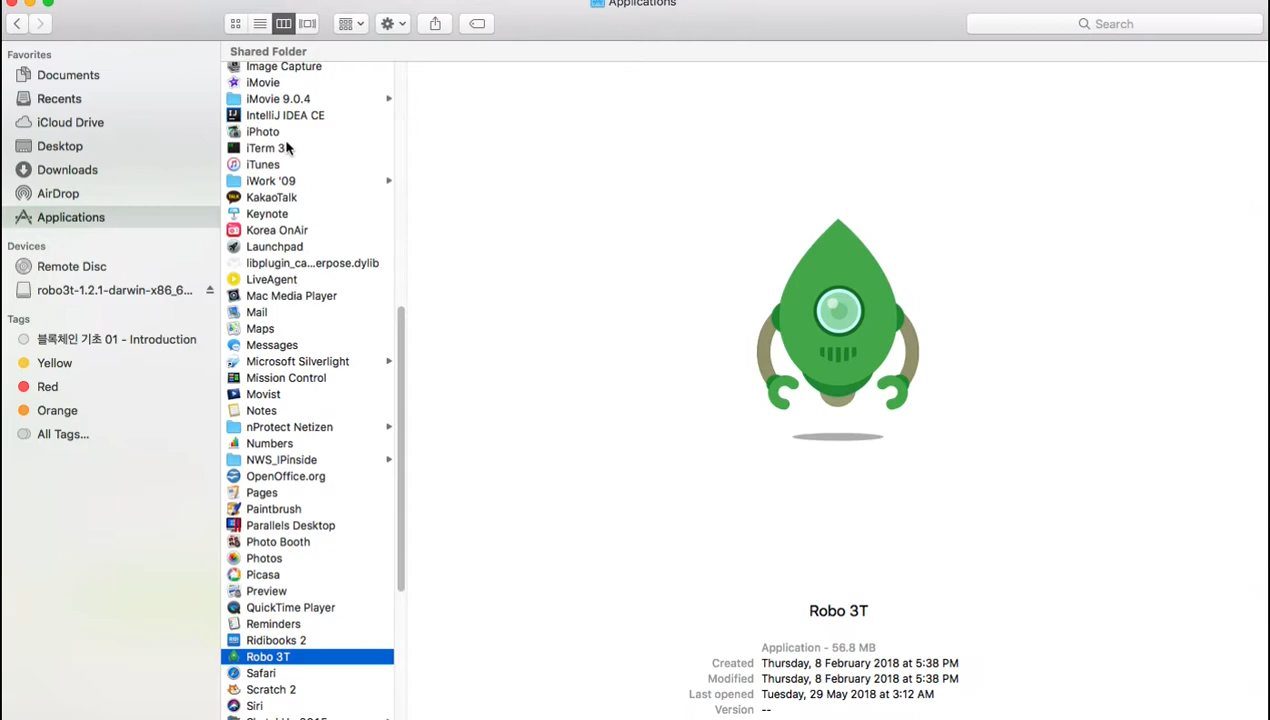 Applications
Search
Favorites
Documents
Recents
iCloud Drive
Desktop
Downloads
AirDrop
Applications
Devices
Remote Disc
robo3t-1.2.1-darwin-x86_6...
Tags
블록체인 기초 01 - Introduction
Yellow
Red
Orange
All Tags...
Shared Folder
Image Capture
iMovie
iMovie 9.0.4
IntelliJ IDEA CE
iPhoto
iTerm 3
iTunes
iWork '09
KakaoTalk
Keynote
Korea OnAir
Launchpad
libplugin_ca...erpose.dylib
LiveAgent
Mac Media Player
Mail
Maps
Messages
Microsoft Silverlight
Mission Control
Movist
Notes
nProtect Netizen
Numbers
NWS_IPinside
OpenOffice.org
Pages
Paintbrush
Parallels Desktop
Photo Booth
Photos
Picasa
Preview
QuickTime Player
Reminders
Ridibooks 2
Robo 3T
Safari
Scratch 2
Siri
Robo 3T
Application - 56.8 MB
Created Thursday, 8 February 2018 at 5:38 PM
Modified Thursday, 8 February 2018 at 5:38 PM
Last opened Tuesday, 29 May 2018 at 3:12 AM
Version --